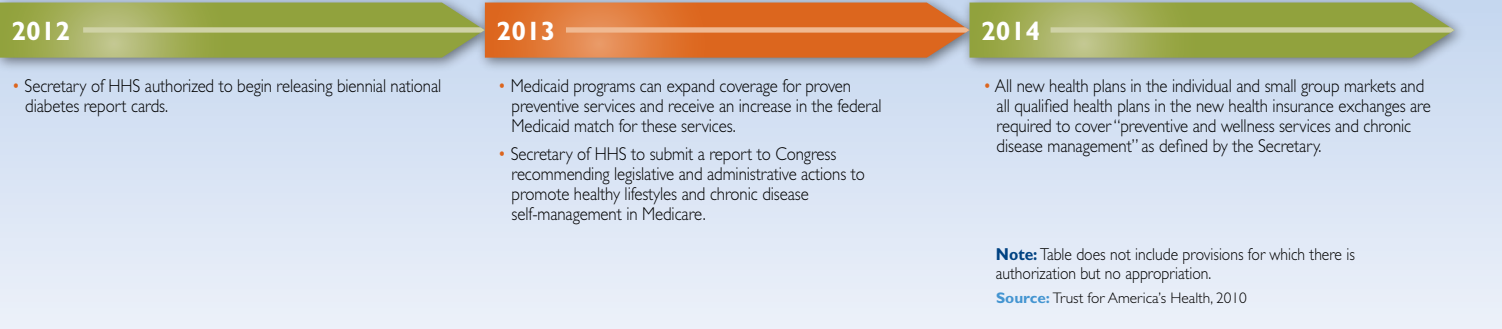 2012
• Secretary of HHS authorized to begin releasing biennial national
diabetes report cards.
2013
• Medicaid programs can expand coverage for proven
preventive services and receive an increase in the federal
Medicaid match for these services.
• Secretary of HHS to submit a report to Congress
recommending legislative and administrative actions to
promote healthy lifestyles and chronic disease
self-management in Medicare.
2014
• All new health plans in the individual and small group markets and
all qualified health plans in the new health insurance exchanges are
required to cover “preventive and wellness services and chronic
disease management” as defined by the Secretary.
Note: Table does not include provisions for which there is
authorization but no appropriation.
Source: Trust for America’s Health, 2010